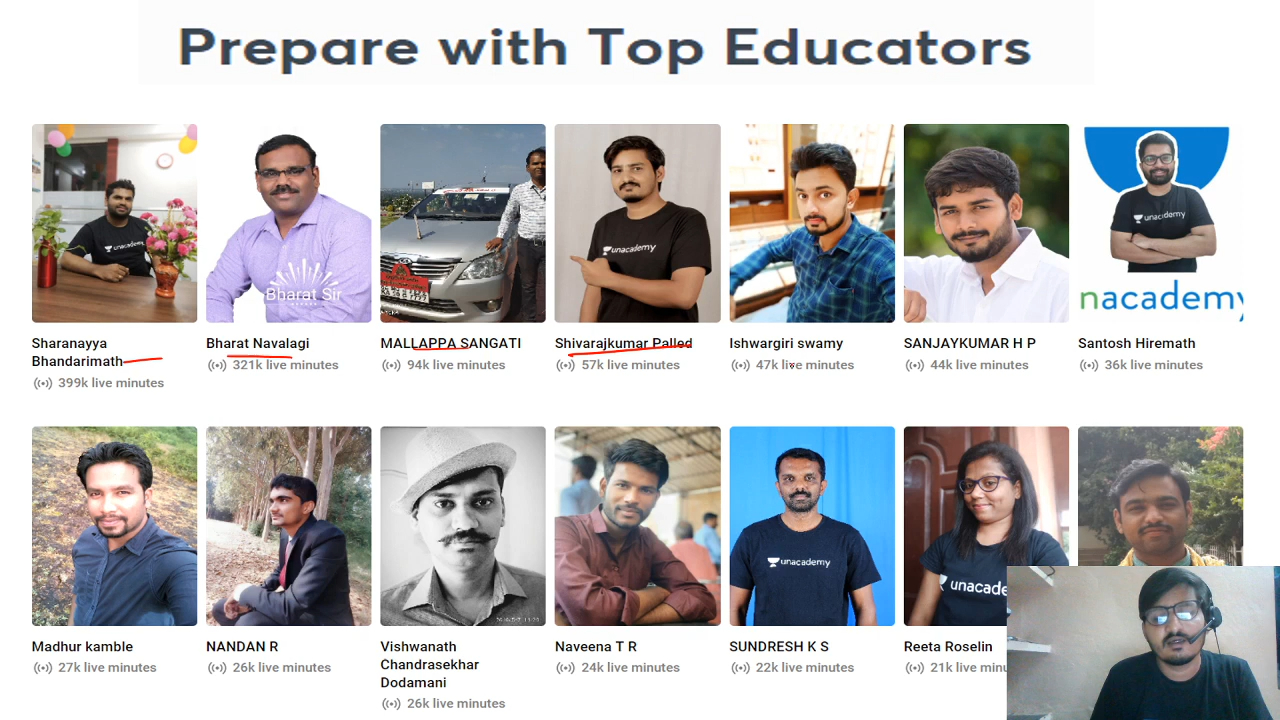 Prepare with Top Educators
unacademy
Bharat Sir
unacademy
unacademy
nacademy
Sharanayya
Bhandarimath
399k live minutes
Bharat Navalagi
321k live minutes
MALLAPPA SANGATI
94k live minutes
Shivarajkumar Palled
57k live minutes
Ishwargiri swamy
47k live minutes
SANJAYKUMAR H P
44k live minutes
Santosh Hiremath
36k live minutes
unacademy
unacade
Madhur kamble
27k live minutes
NANDAN R
26k live minutes
Vishwanath
Chandrasekhar
Dodamani
26k live minutes
Naveena T R
24k live minutes
SUNDRESH K S
22k live minutes
Reeta Roselin
21k live minu